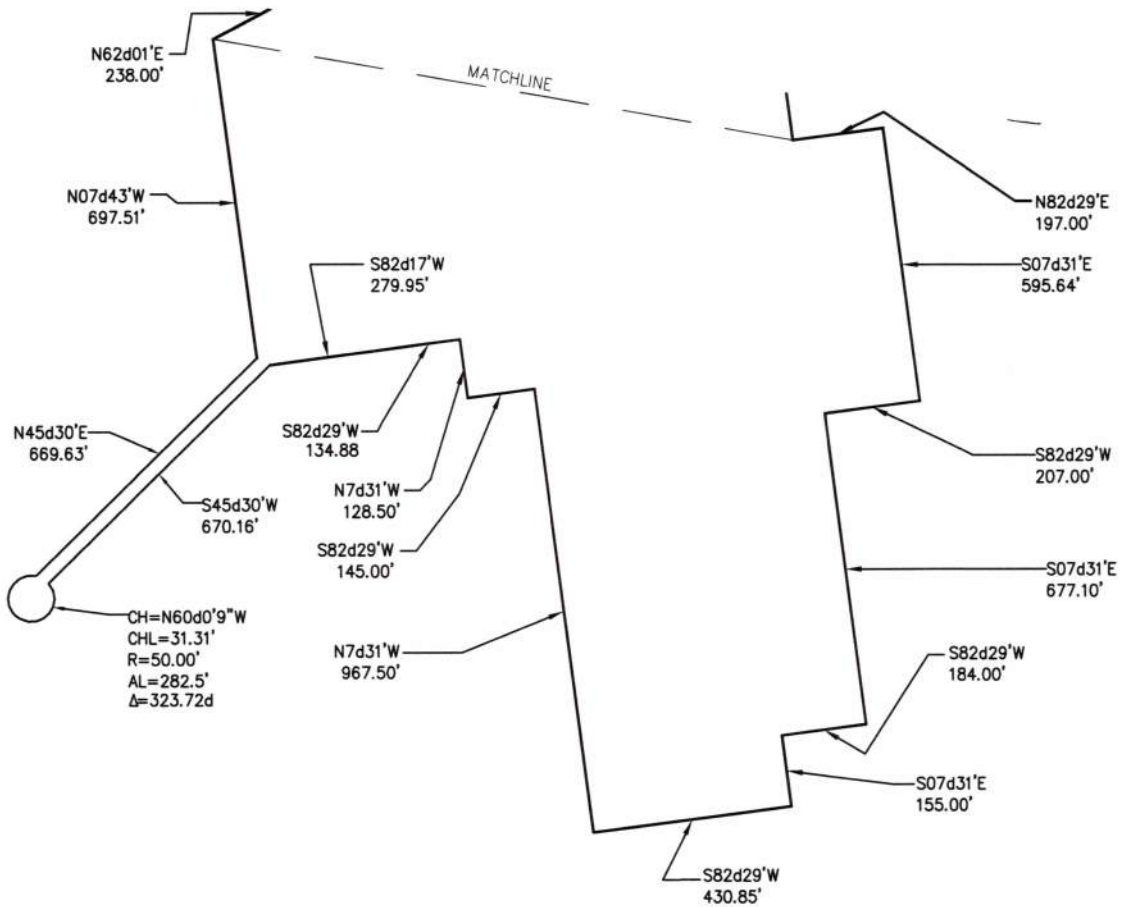 N62d01'E
238.00'
MATCHLINE
N07d43'W
697.51'
N82d29'E
197.00'
S82d17'W
279.95'
S07d31'E
595.64'
N45d30'E
669.63'
S82d29'W
134.88
S82d29'W
207.00'
N7d31'W
128.50'
S45d30'W
670.16'
S82d29'W
145.00'
S07d31'E
677.10'
CH=N60d0'9"W
CHL=31.31'
R=50.00'
AL=282.5'
Δ=323.72d
N7d31'W
967.50'
S82d29'W
184.00'
S07d31'E
155.00'
S82d29'W
430.85'